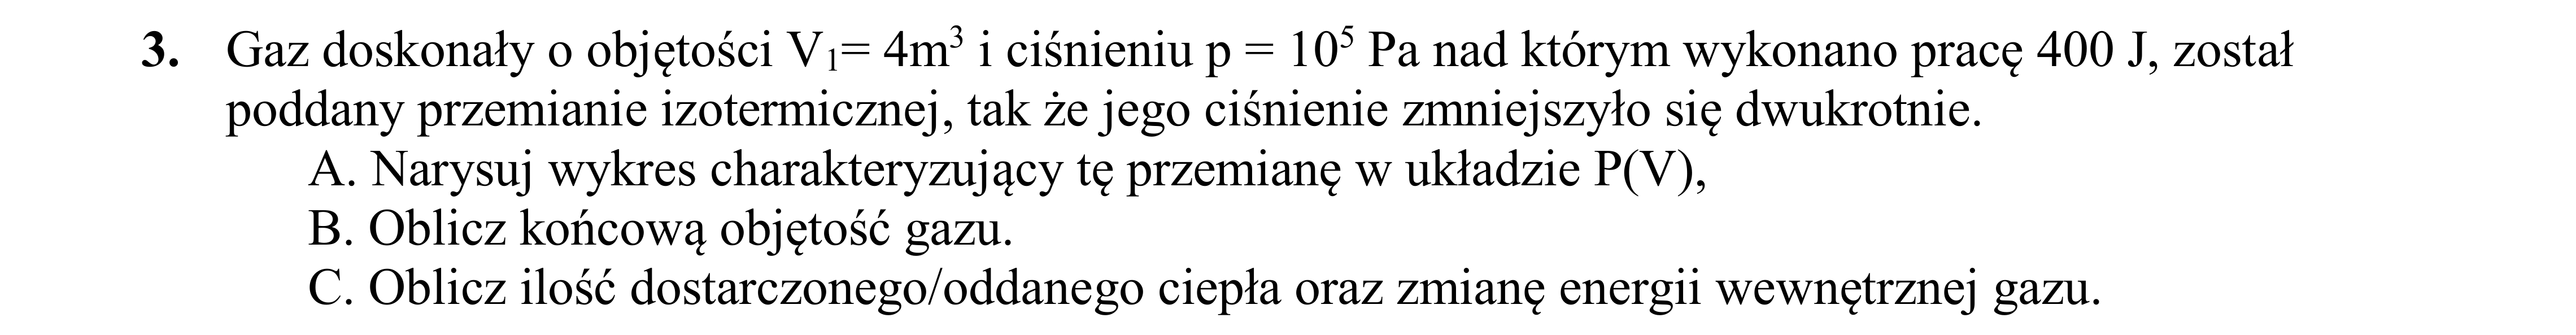 3. Gaz doskonały o objętości V₁= 4m³ i ciśnieniu p = 10⁵ Pa nad którym wykonano pracę 400 J, został
poddany przemianie izotermicznej, tak że jego ciśnienie zmniejszyło się dwukrotnie.
A. Narysuj wykres charakteryzujący tę przemianę w układzie P(V),
B. Oblicz końcową objętość gazu.
C. Oblicz ilość dostarczonego/oddanego ciepła oraz zmianę energii wewnętrznej gazu.